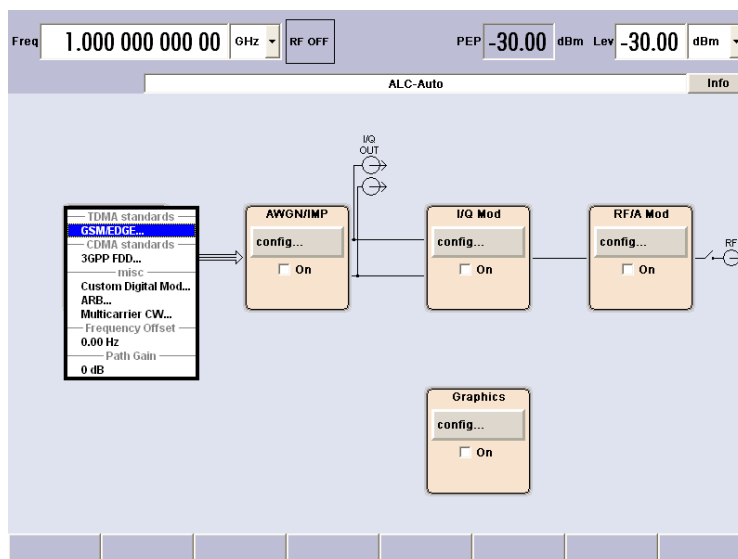 Freq 1.000 000 000 00 GHz RF OFF PEP -30.00 dBm Lev -30.00 dBm
ALC-Auto Info
I/Q
OUT
TDMA standards
GSM/EDGE...
CDMA standards
3GPP FDD...
misc
Custom Digital Mod...
ARB...
Multicarrier CW...
Frequency Offset
0.00 Hz
Path Gain
0 dB
AWGN/IMP
config...
On
I/Q Mod
config...
On
RF/A Mod
config...
On
RF
Graphics
config...
On